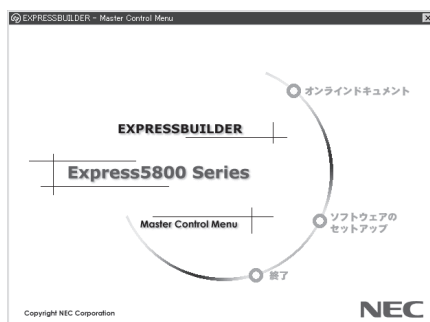 EXPRESSBUILDER - Master Control Menu
オンラインドキュメント
EXPRESSBUILDER
Express5800 Series
Master Control Menu
ソフトウェアの
セットアップ
終了
Copyright NEC Corporation
NEC